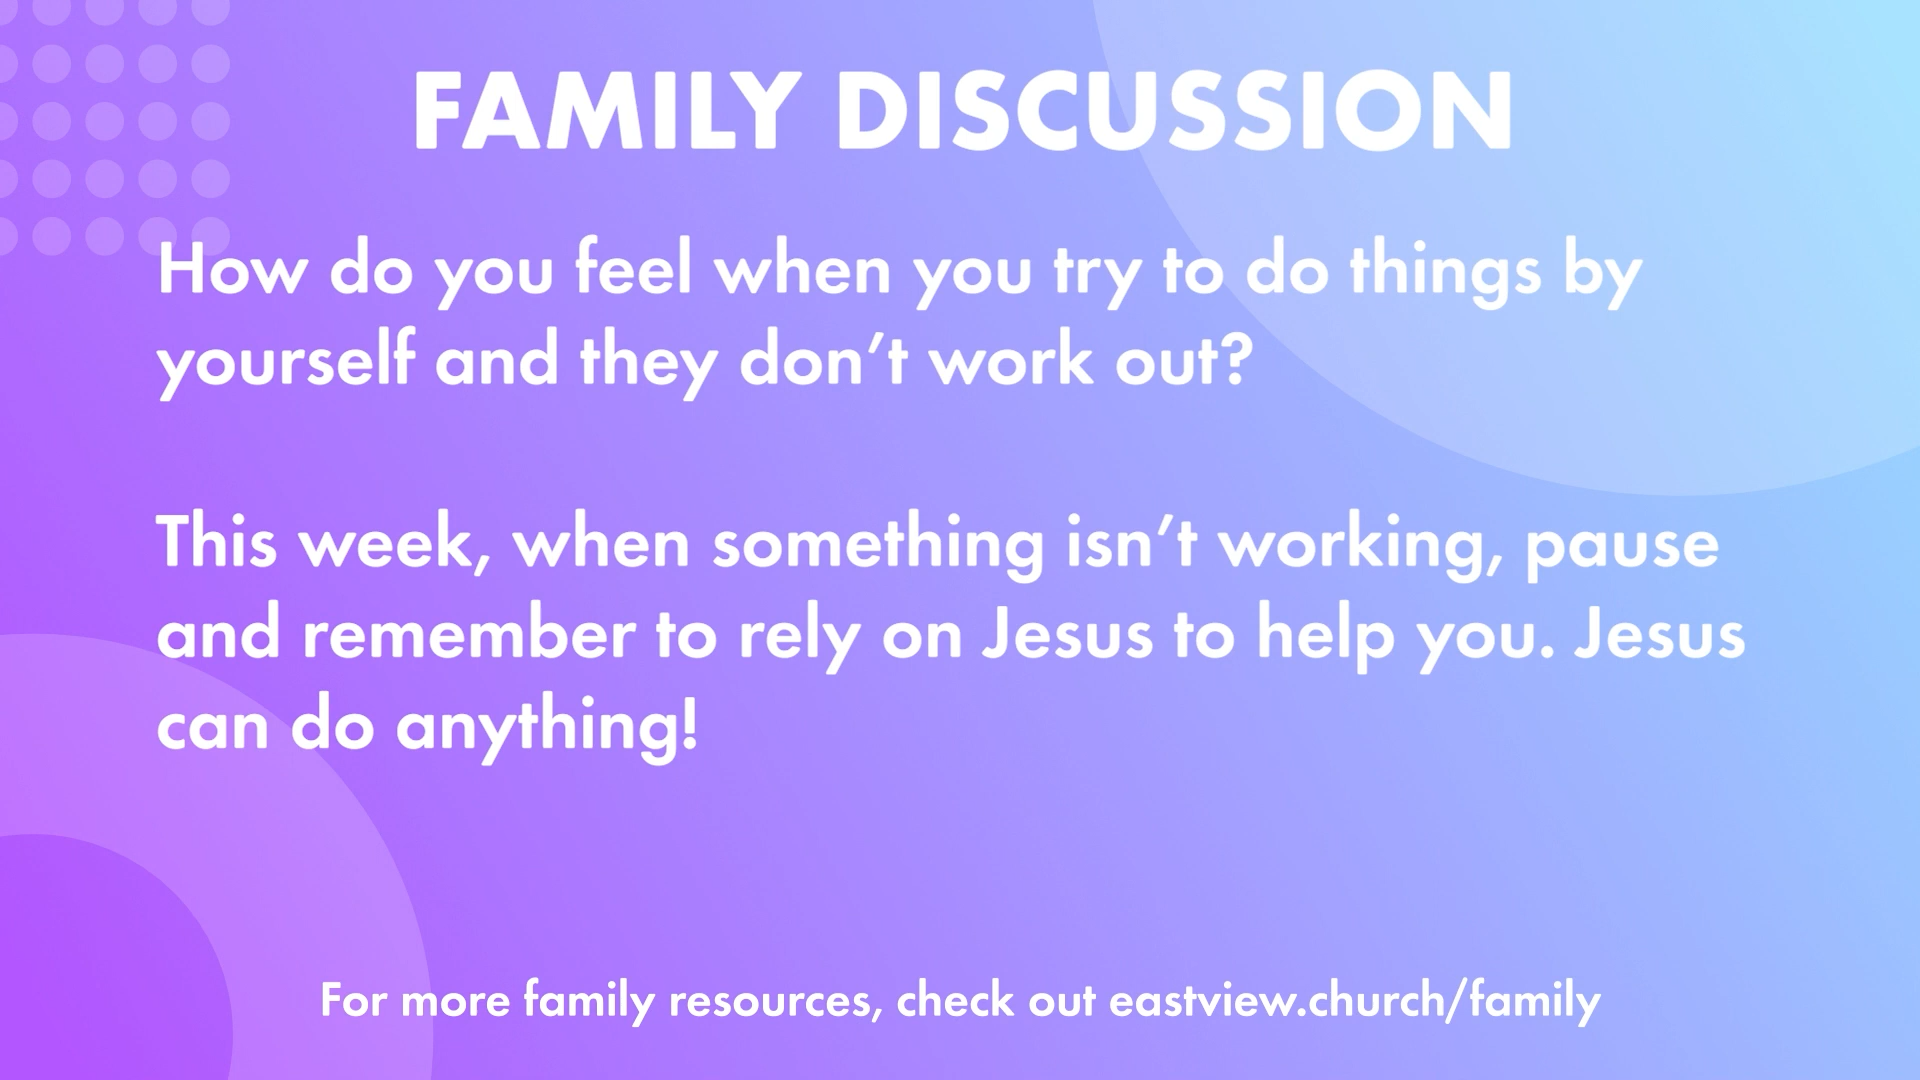 FAMILY DISCUSSION
How do you feel when you try to do things by
yourself and they don’t work out?
This week, when something isn’t working, pause
and remember to rely on Jesus to help you. Jesus
can do anything!
For more family resources, check out eastview.church/family